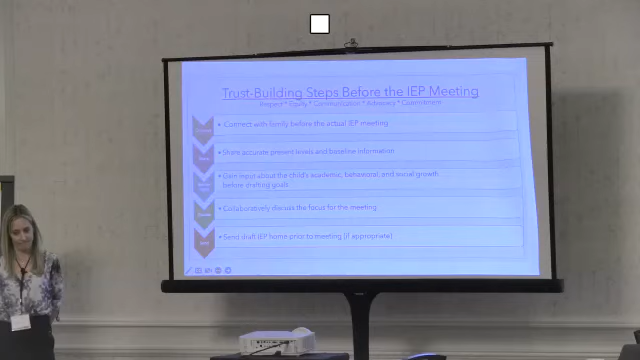 Trust-Building Steps Before the IEP Meeting
Respect * Equity * Communication * Advocacy * Commitment
• Connect with family before the actual IEP meeting
• Share accurate present levels and baseline information
• Gain input about the child's academic, behavioral, and social growth
before drafting goals
• Collaboratively discuss the focus for the meeting
• Send draft IEP home prior to meeting (if appropriate)